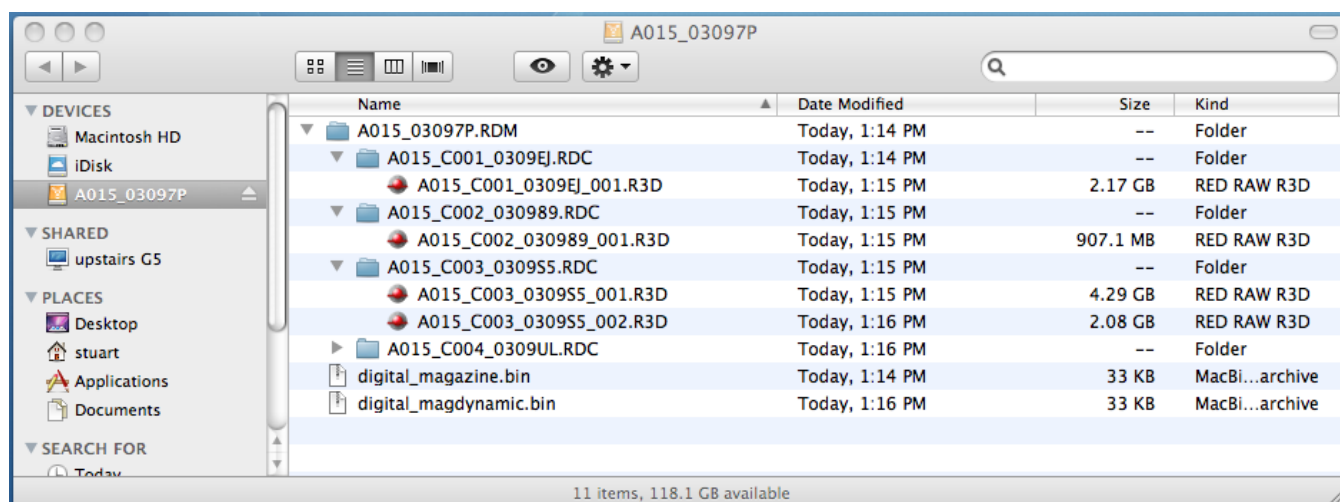 A015_03097P
DEVICES
Macintosh HD
iDisk
A015_03097P
SHARED
upstairs G5
PLACES
Desktop
stuart
Applications
Documents
SEARCH FOR
Today
Name Date Modified Size Kind
A015_03097P.RDM Today, 1:14 PM -- Folder
A015_C001_0309EJ.RDC Today, 1:14 PM -- Folder
A015_C001_0309EJ_001.R3D Today, 1:15 PM 2.17 GB RED RAW R3D
A015_C002_030989.RDC Today, 1:15 PM -- Folder
A015_C002_030989_001.R3D Today, 1:15 PM 907.1 MB RED RAW R3D
A015_C003_0309S5.RDC Today, 1:15 PM -- Folder
A015_C003_0309S5_001.R3D Today, 1:15 PM 4.29 GB RED RAW R3D
A015_C003_0309S5_002.R3D Today, 1:16 PM 2.08 GB RED RAW R3D
A015_C004_0309UL.RDC Today, 1:16 PM -- Folder
digital_magazine.bin Today, 1:14 PM 33 KB MacBi...archive
digital_magdynamic.bin Today, 1:16 PM 33 KB MacBi...archive
11 items, 118.1 GB available